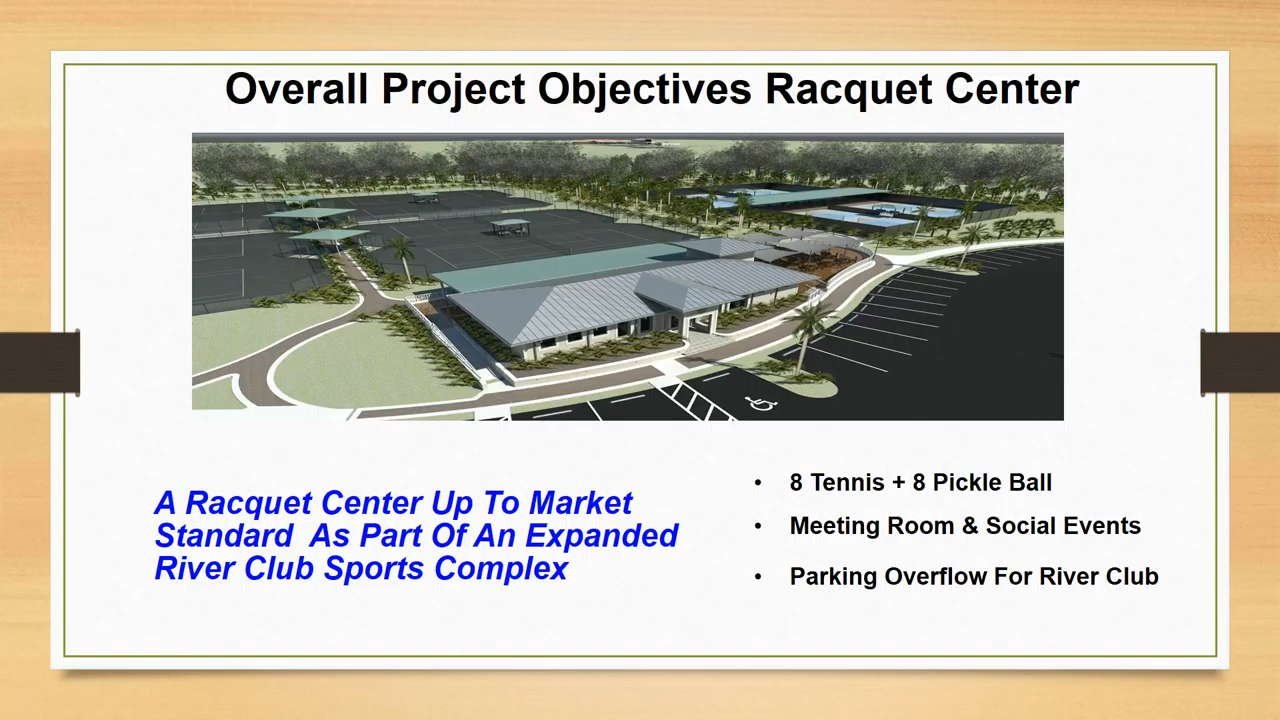 Overall Project Objectives Racquet Center
A Racquet Center Up To Market
Standard  As Part Of An Expanded
River Club Sports Complex
• 8 Tennis + 8 Pickle Ball
• Meeting Room & Social Events
• Parking Overflow For River Club